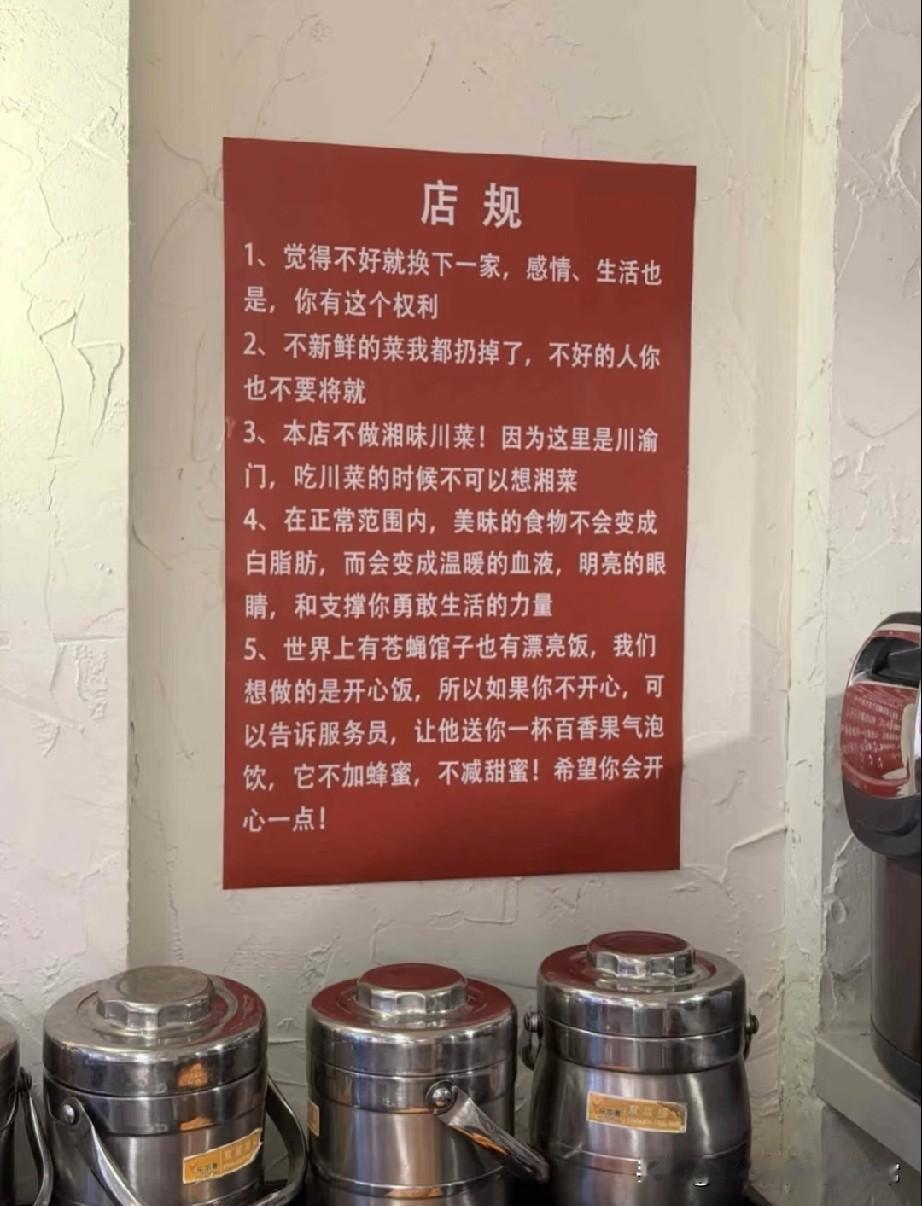 店规
1、觉得不好就换下一家，感情、生活也
是，你有这个权利
2、不新鲜的菜我都扔掉了，不好的人你
也不要将就
3、本店不做湘味川菜！因为这里是川渝
门，吃川菜的时候不可以想湘菜
4、在正常范围内，美味的食物不会变成
白脂肪，而会变成温暖的血液，明亮的眼
睛，和支撑你勇敢生活的力量
5、世界上有苍蝇馆子也有漂亮饭，我们
想做的是开心饭，所以如果你不开心，可
以告诉服务员，让他送你一杯百香果气泡
饮，它不加蜂蜜，不减甜蜜！希望你会开
心一点！